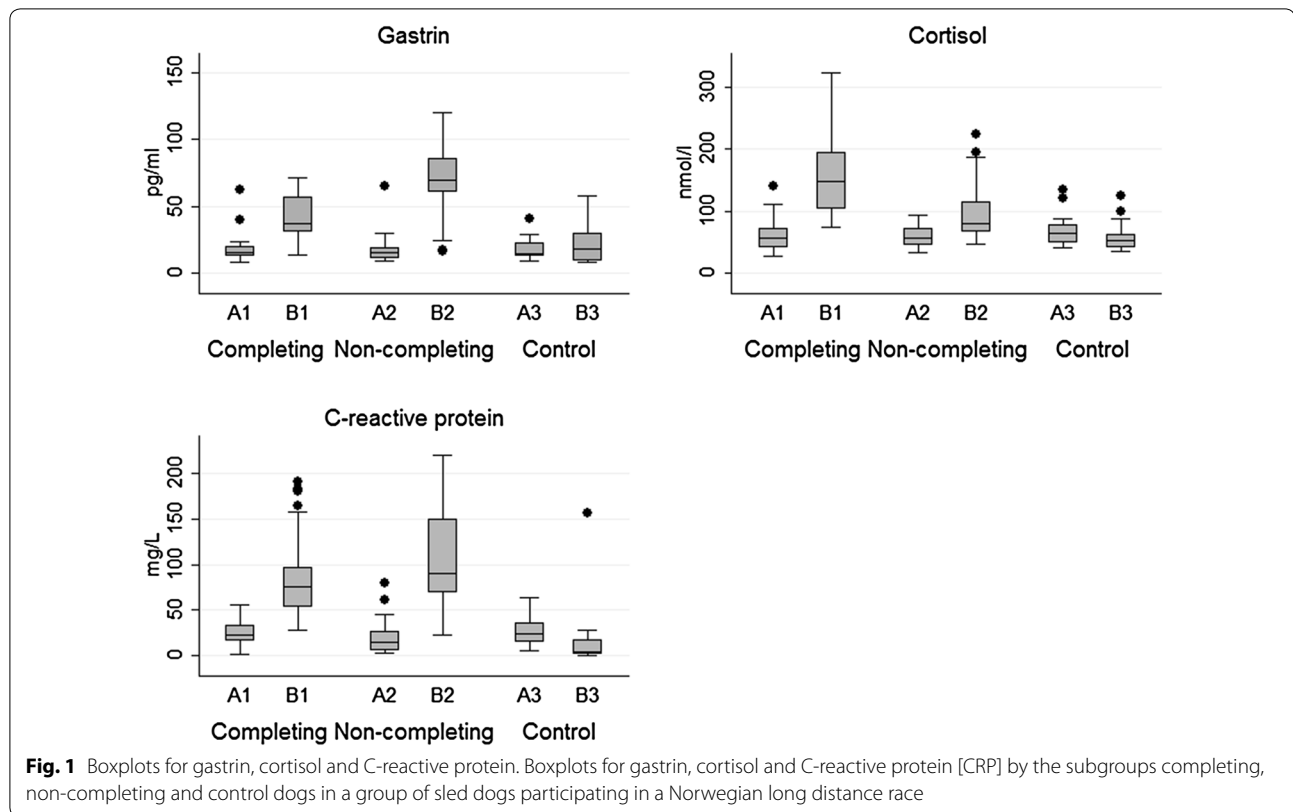 Gastrin
pg/ml
150
100
50
0
A1 B1 A2 B2 A3 B3
Completing Non-completing Control
Cortisol
nmol/l
300
200
100
0
A1 B1 A2 B2 A3 B3
Completing Non-completing Control
C-reactive protein
mg/L
200
150
100
50
0
A1 B1 A2 B2 A3 B3
Completing Non-completing Control
Fig. 1 Boxplots for gastrin, cortisol and C-reactive protein. Boxplots for gastrin, cortisol and C-reactive protein [CRP] by the subgroups completing,
non-completing and control dogs in a group of sled dogs participating in a Norwegian long distance race